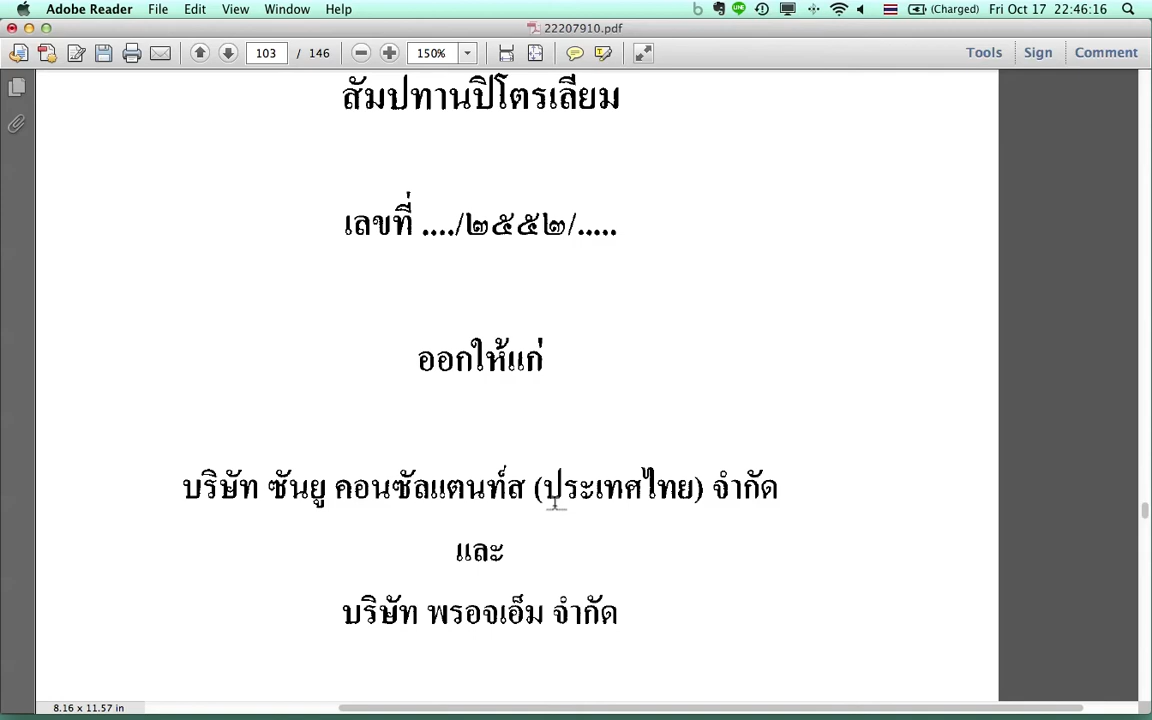 Adobe Reader File Edit View Window Help (Charged) Fri Oct 17 22:46:16
22207910.pdf
103 / 146 150% Tools Sign Comment
สัมปทานปิโตรเลียม
เลขที่ ..../๒๕๕๒/.....
ออกให้แก่
บริษัท ซันยู คอนซัลแตนท์ส (ประเทศไทย) จำกัด
และ
บริษัท พรอจเอ็ม จำกัด
8.16 x 11.57 in